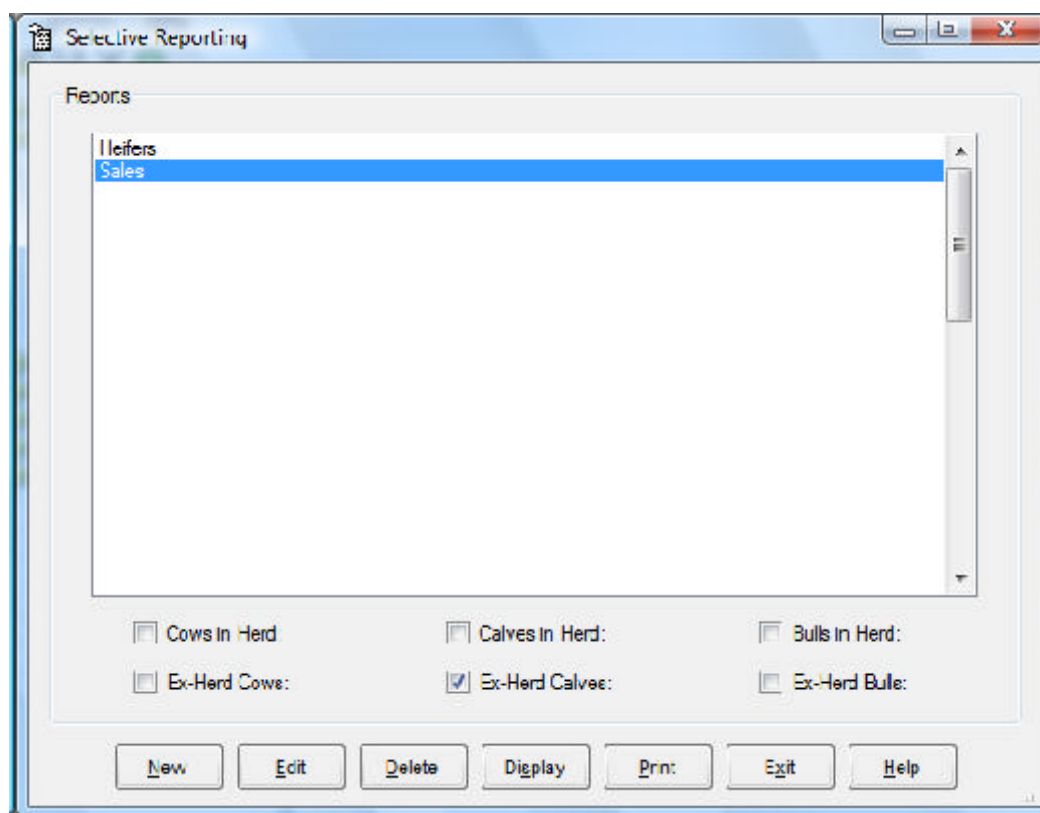 Selective Reporting
Reports
Heifers
Sales
Cows in Herd
Calves in Herd:
Bulls in Herd:
Ex-Herd Cows:
Ex-Herd Calves:
Ex-Herd Bulls:
New
Edit
Delete
Display
Print
Exit
Help